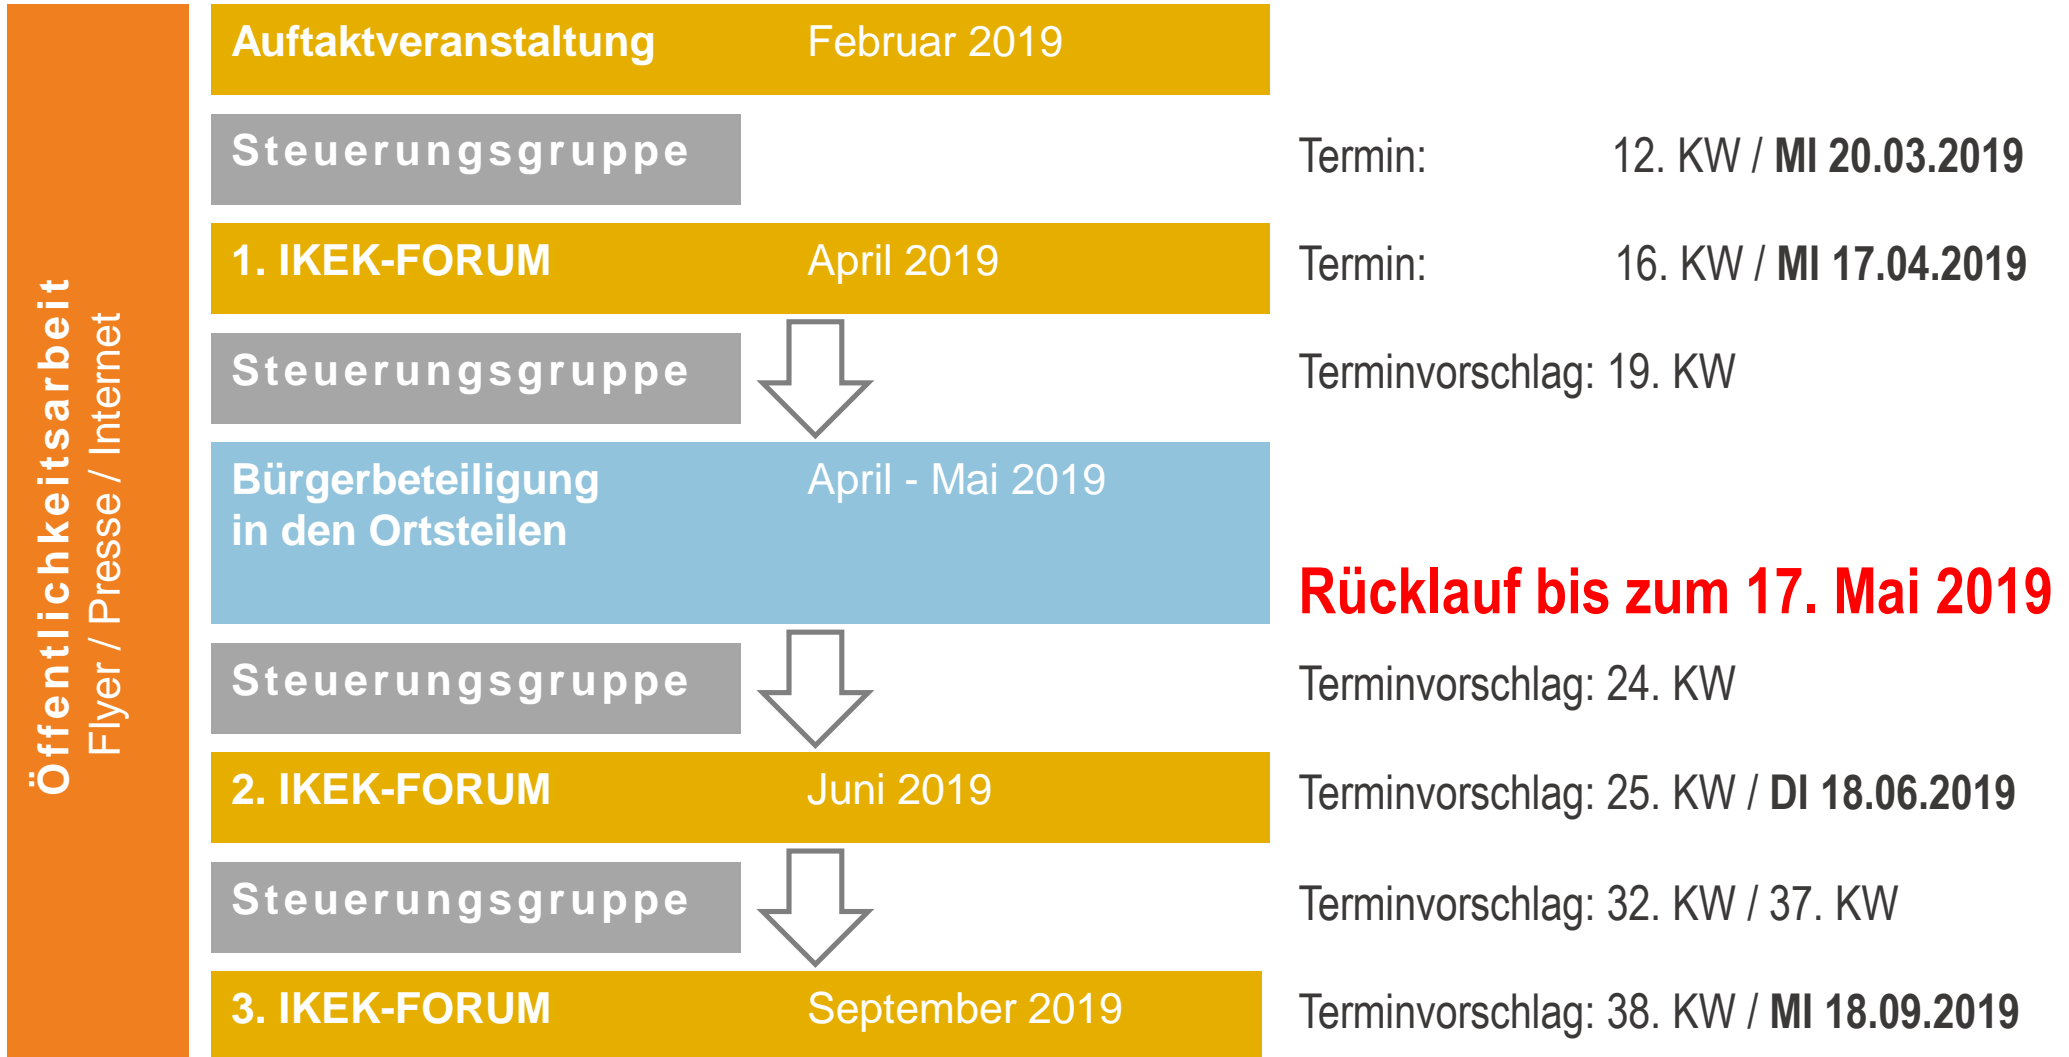 Öffentlichkeitsarbeit
Flyer / Presse / Internet
Auftaktveranstaltung Februar 2019
Steuerungsgruppe Termin: 12. KW / MI 20.03.2019
1. IKEK-FORUM April 2019 Termin: 16. KW / MI 17.04.2019
Steuerungsgruppe Terminvorschlag: 19. KW
Bürgerbeteiligung April - Mai 2019
in den Ortsteilen
Rücklauf bis zum 17. Mai 2019
Steuerungsgruppe Terminvorschlag: 24. KW
2. IKEK-FORUM Juni 2019 Terminvorschlag: 25. KW / DI 18.06.2019
Steuerungsgruppe Terminvorschlag: 32. KW / 37. KW
3. IKEK-FORUM September 2019 Terminvorschlag: 38. KW / MI 18.09.2019